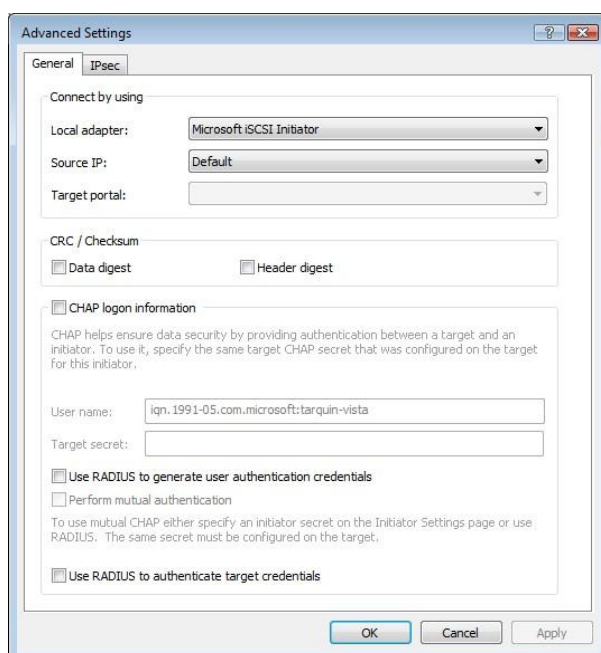 Advanced Settings
General IPsec
Connect by using
Local adapter: Microsoft iSCSI Initiator
Source IP: Default
Target portal:
CRC / Checksum
Data digest Header digest
CHAP logon information
CHAP helps ensure data security by providing authentication between a target and an
initiator. To use it, specify the same target CHAP secret that was configured on the target
for this initiator.
User name: iqn.1991-05.com.microsoft:tarquin-vista
Target secret:
Use RADIUS to generate user authentication credentials
Perform mutual authentication
To use mutual CHAP either specify an initiator secret on the Initiator Settings page or use
RADIUS. The same secret must be configured on the target.
Use RADIUS to authenticate target credentials
OK Cancel Apply